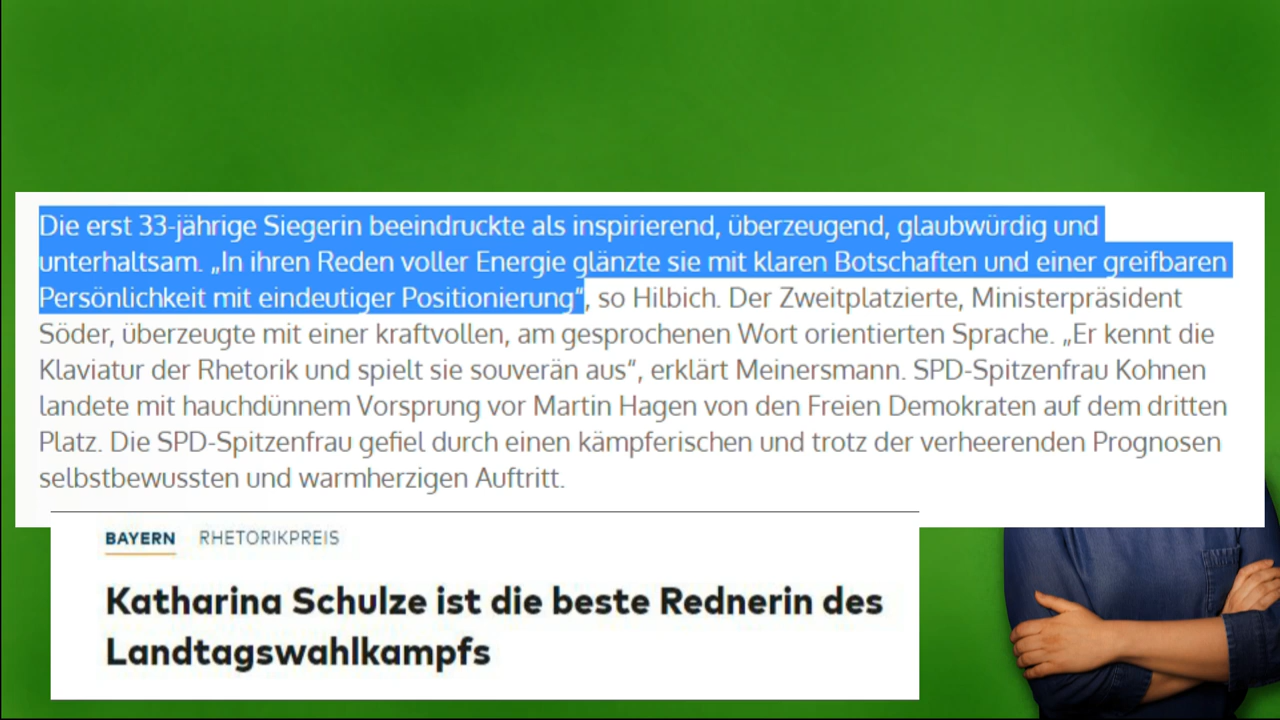 Die erst 33-jährige Siegerin beeindruckte als inspirierend, überzeugend, glaubwürdig und
unterhaltsam. „In ihren Reden voller Energie glänzte sie mit klaren Botschaften und einer greifbaren
Persönlichkeit mit eindeutiger Positionierung“, so Hilbich. Der Zweitplatzierte, Ministerpräsident
Söder, überzeugte mit einer kraftvollen, am gesprochenen Wort orientierten Sprache. „Er kennt die
Klaviatur der Rhetorik und spielt sie souverän aus“, erklärt Meinersmann. SPD-Spitzenfrau Kohnen
landete mit hauchdünnem Vorsprung vor Martin Hagen von den Freien Demokraten auf dem dritten
Platz. Die SPD-Spitzenfrau gefiel durch einen kämpferischen und trotz der verheerenden Prognosen
selbstbewussten und warmherzigen Auftritt.
BAYERN RHETORIKPREIS
Katharina Schulze ist die beste Rednerin des
Landtagswahlkampfs